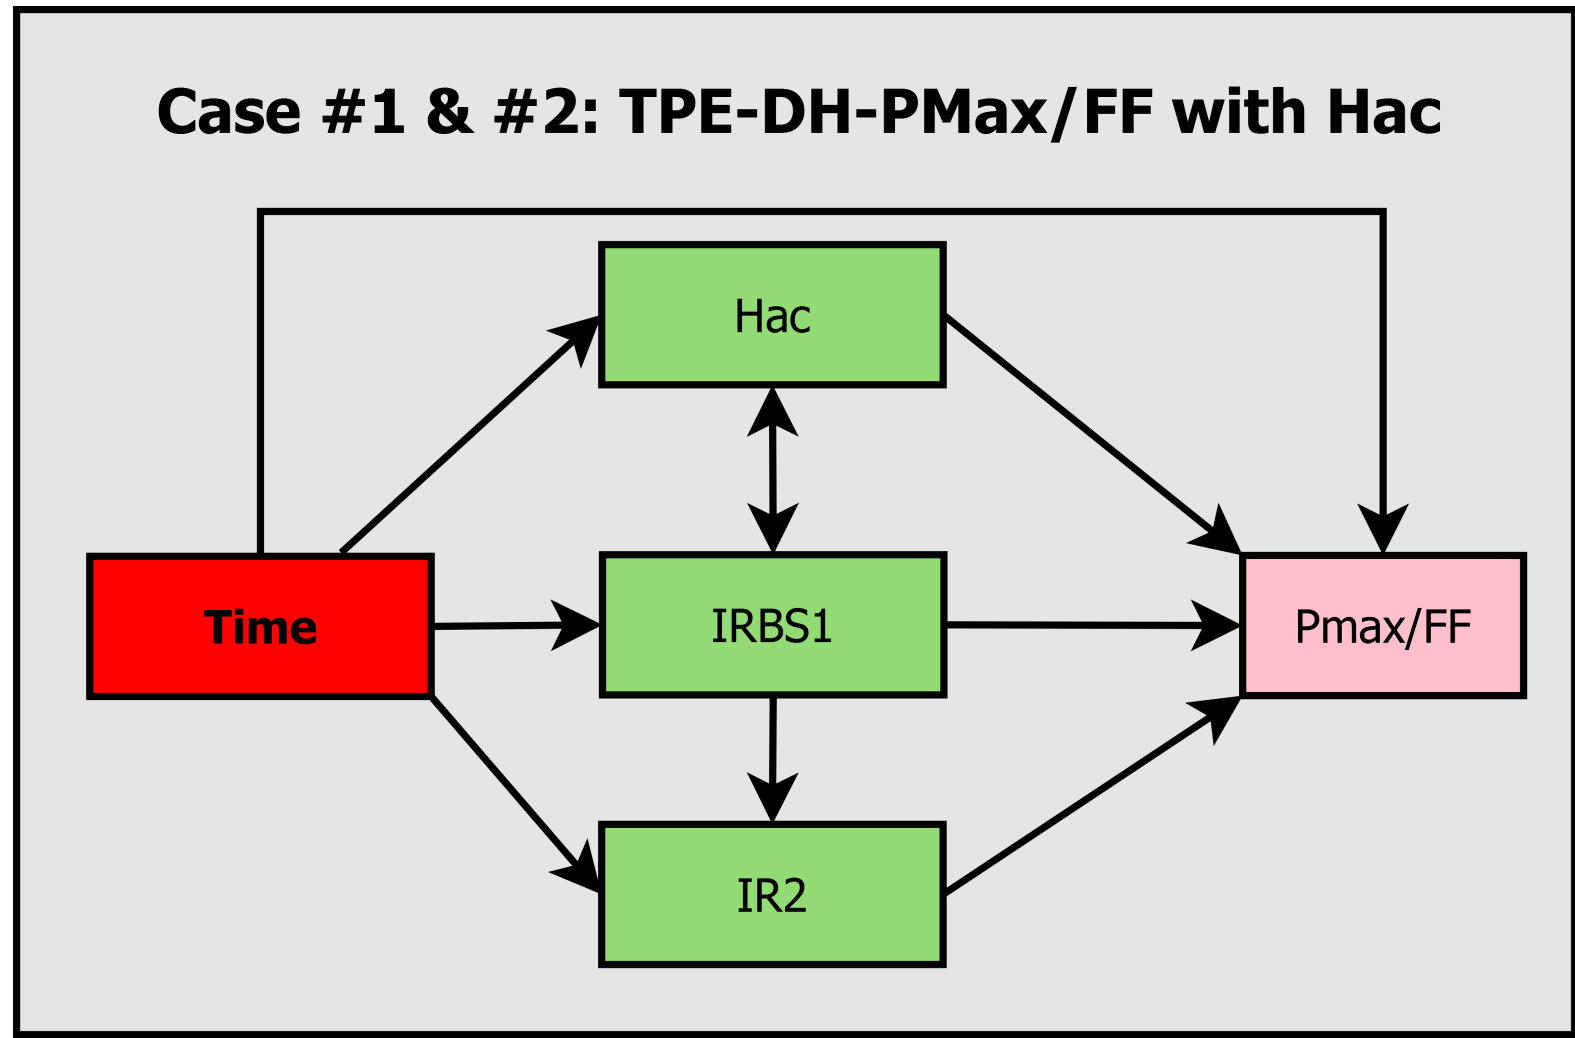 Case #1 & #2: TPE-DH-PMax/FF with Hac
Hac
Time
IRBS1
Pmax/FF
IR2